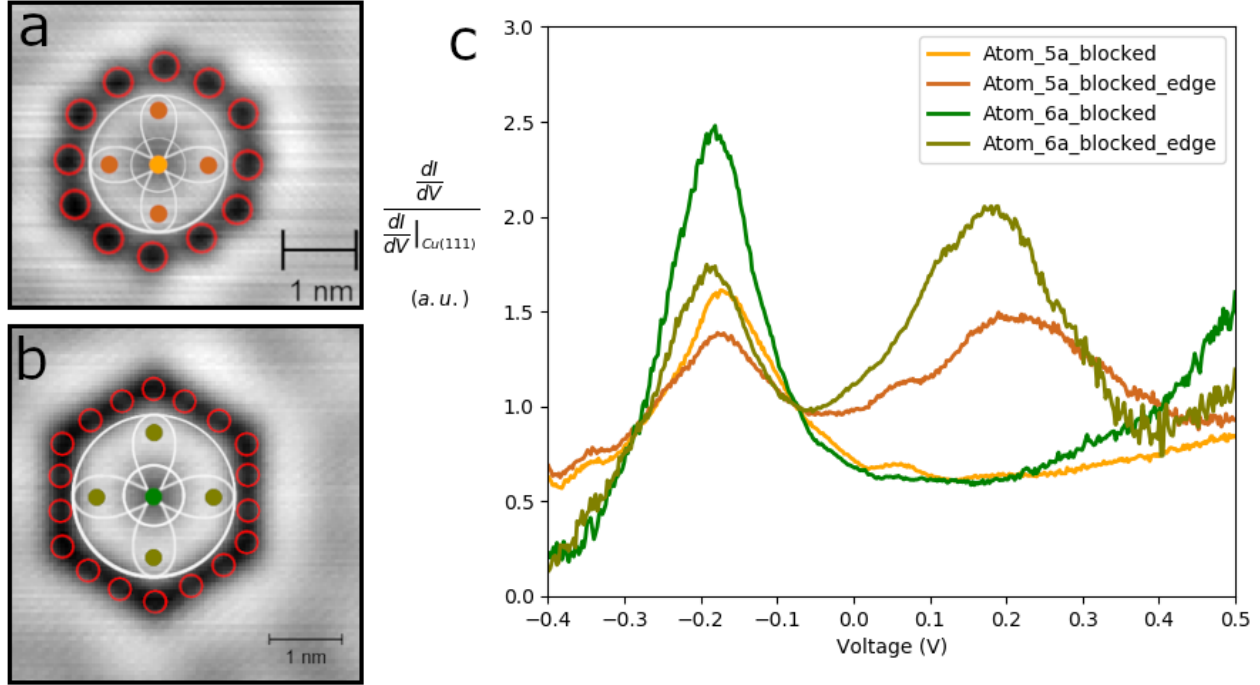 a
1 nm
b
1 nm
c
dI
dV
dI
dV|Cu(111)
(a.u.)
3.0
2.5
2.0
1.5
1.0
0.5
0.0
Atom_5a_blocked
Atom_5a_blocked_edge
Atom_6a_blocked
Atom_6a_blocked_edge
−0.4 −0.3 −0.2 −0.1 0.0 0.1 0.2 0.3 0.4 0.5
Voltage (V)